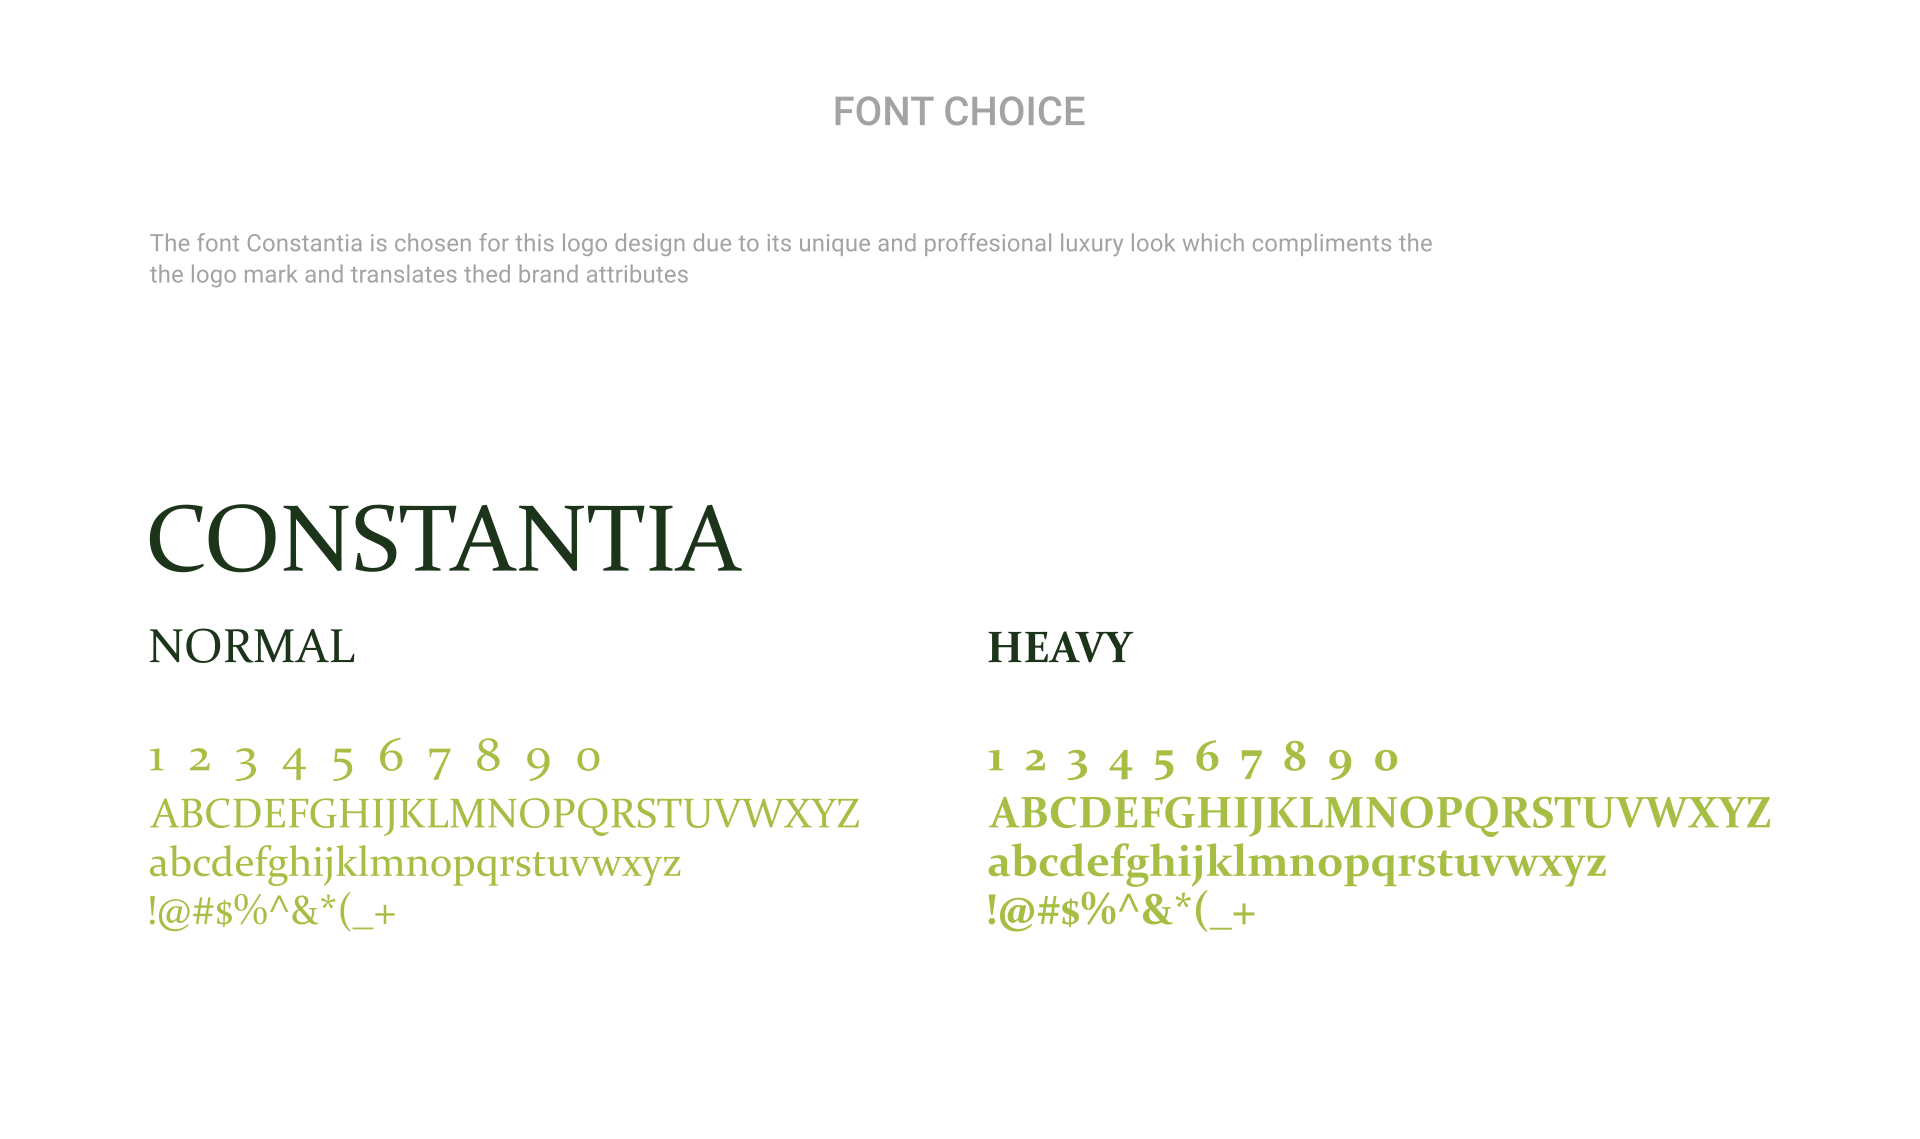 FONT CHOICE
The font Constantia is chosen for this logo design due to its unique and proffesional luxury look which compliments the
the logo mark and translates thed brand attributes
CONSTANTIA
NORMAL
HEAVY
1 2 3 4 5 6 7 8 9 0
ABCDEFGHIJKLMNOPQRSTUVWXYZ
abcdefghijklmnopqrstuvwxyz
!@#$%^&*(_+
1 2 3 4 5 6 7 8 9 0
ABCDEFGHIJKLMNOPQRSTUVWXYZ
abcdefghijklmnopqrstuvwxyz
!@#$%^&*(_+